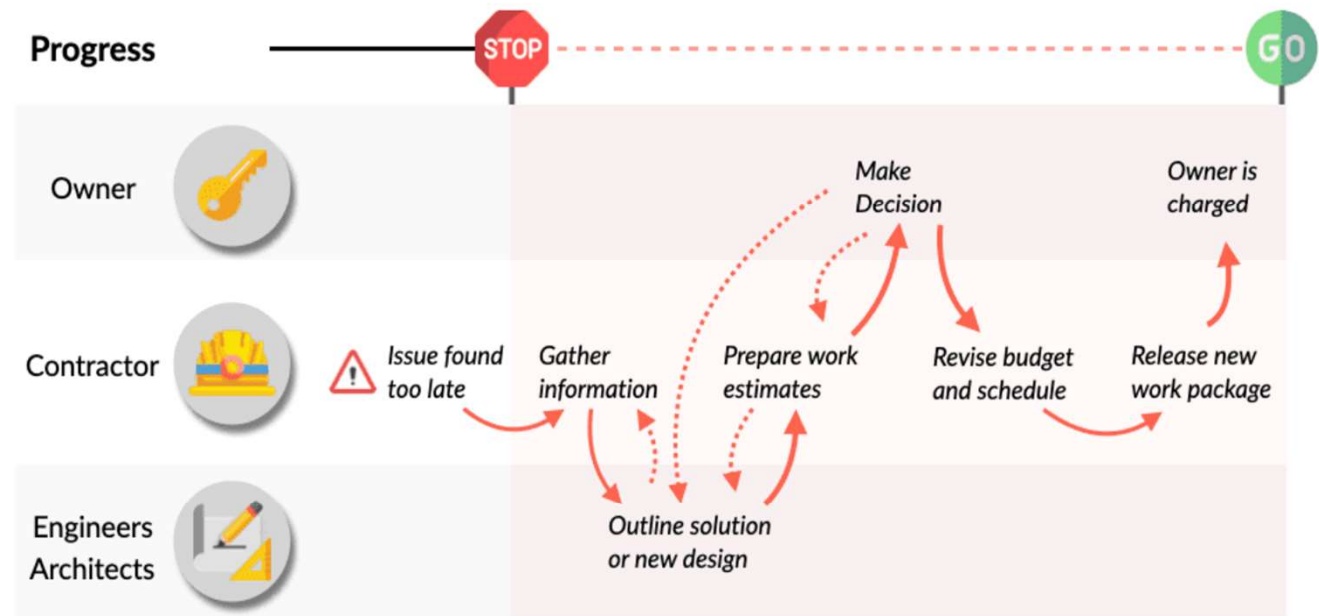 Progress
STOP
GO
Owner
Make
Decision
Owner is
charged
Contractor
Issue found
too late
Gather
information
Prepare work
estimates
Revise budget
and schedule
Release new
work package
Engineers
Architects
Outline solution
or new design